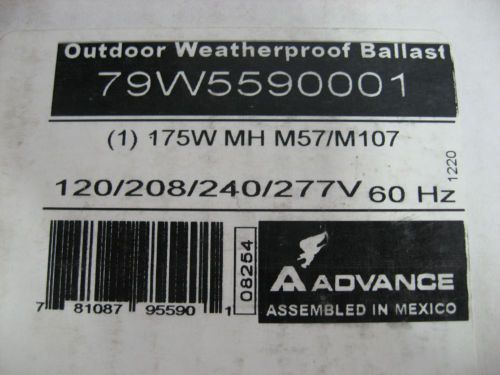 Outdoor Weatherproof Ballast
79W5590001
(1) 175W MH M57/M107
1220
120/208/240/277V 60 Hz
08254
ADVANCE
ASSEMBLED IN MEXICO
7 81087 95590 1